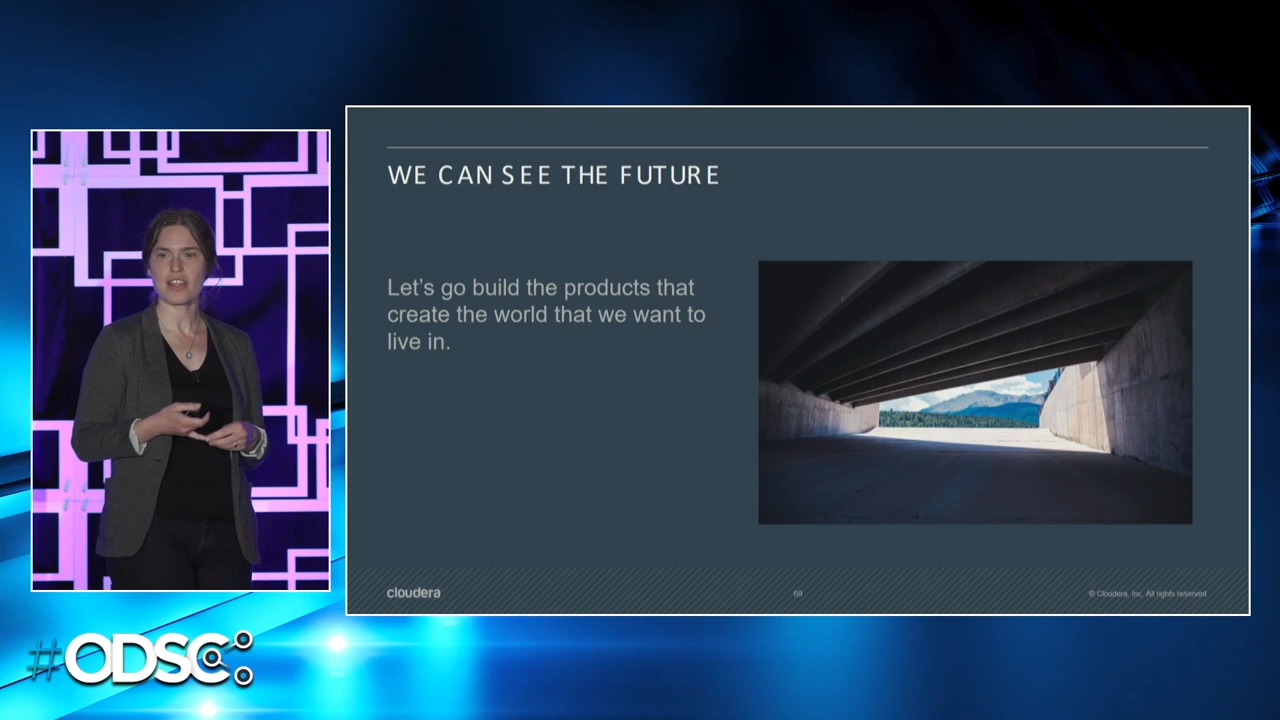 WE CAN SEE THE FUTURE
Let's go build the products that
create the world that we want to
live in.
cloudera
69
© Cloudera, Inc. All rights reserved.
#ODSC